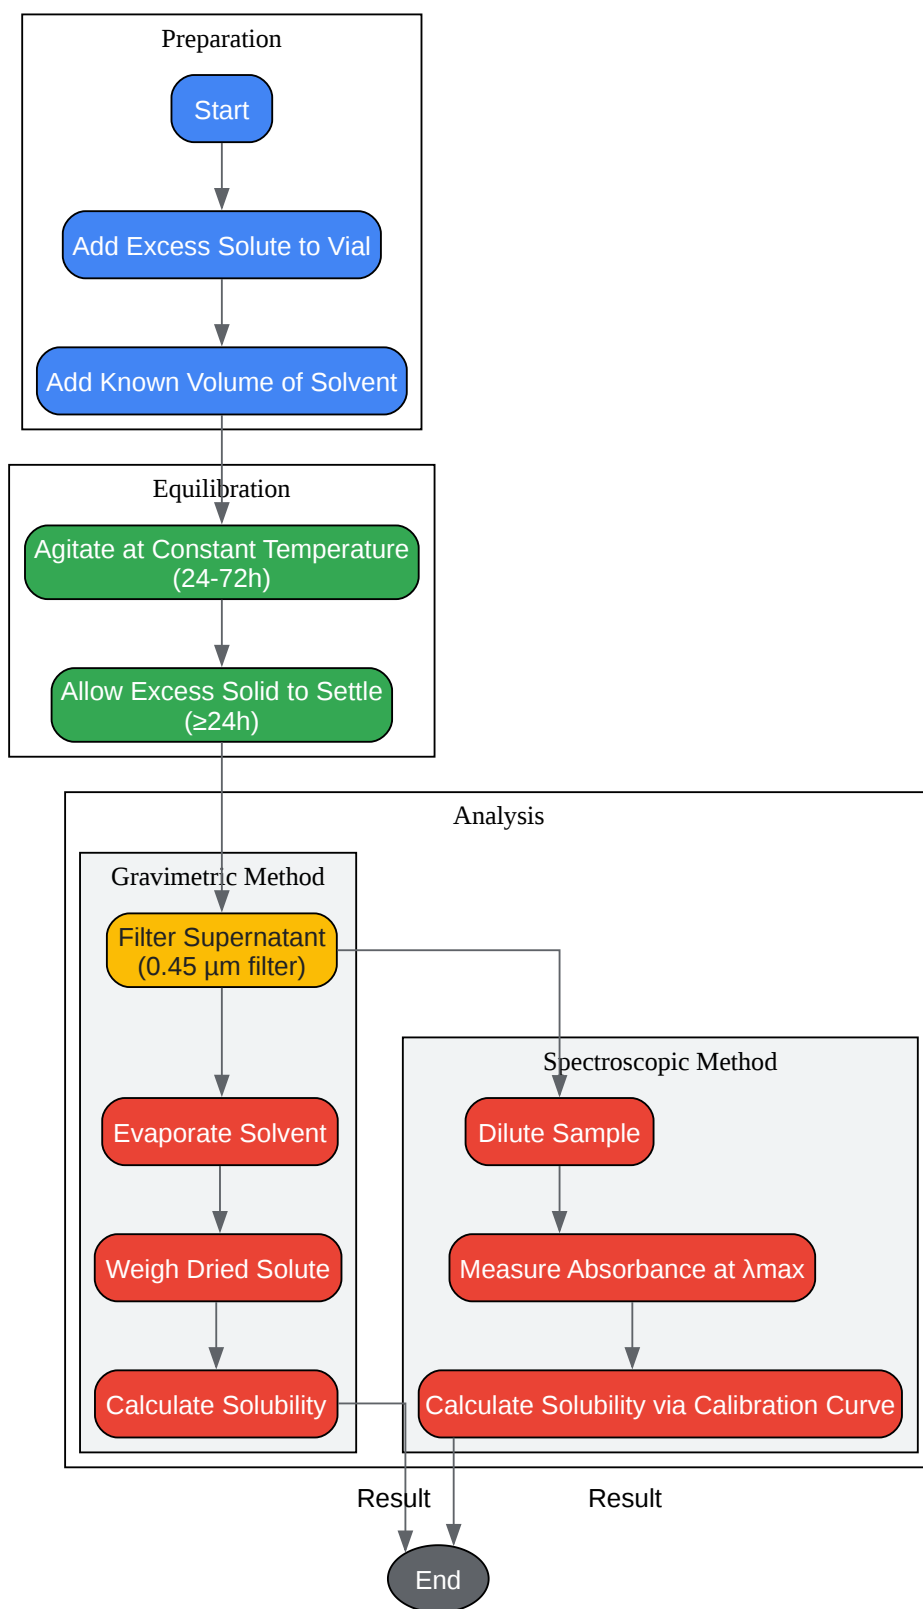 Preparation
Start
Add Excess Solute to Vial
Add Known Volume of Solvent
Equilibration
Agitate at Constant Temperature
(24-72h)
Allow Excess Solid to Settle
(≥24h)
Analysis
Gravimetric Method
Filter Supernatant
(0.45 µm filter)
Evaporate Solvent
Weigh Dried Solute
Calculate Solubility
Spectroscopic Method
Dilute Sample
Measure Absorbance at λmax
Calculate Solubility via Calibration Curve
Result
Result
End